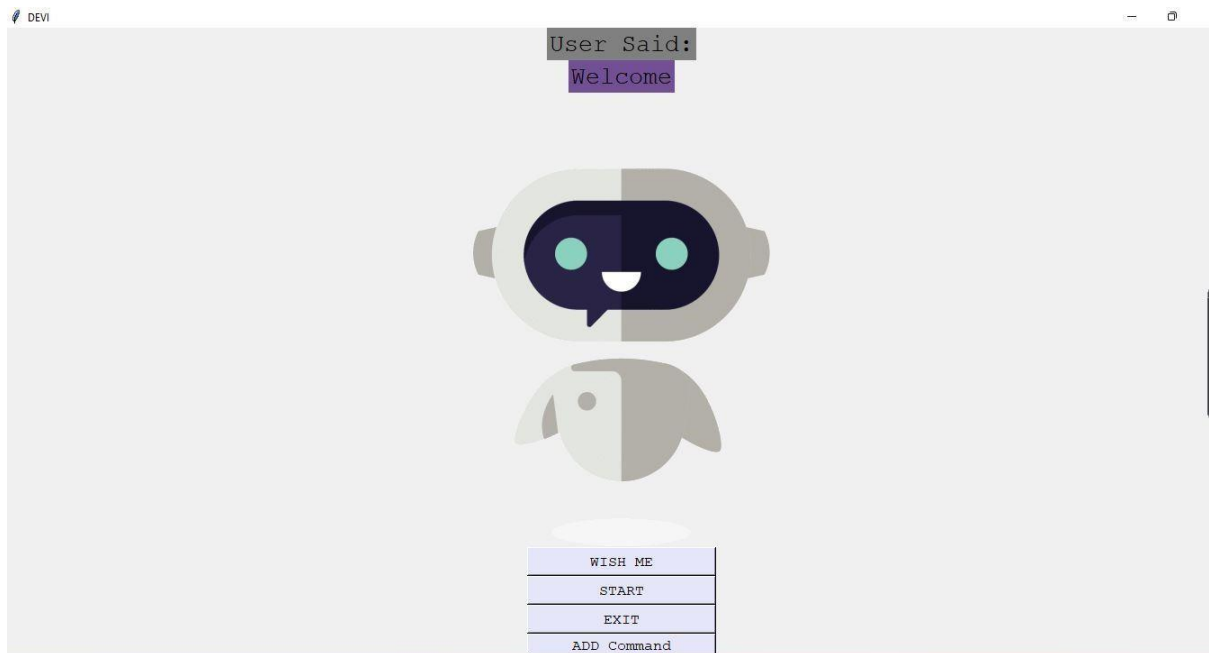 DEVI
User Said:
Welcome
WISH ME
START
EXIT
ADD Command